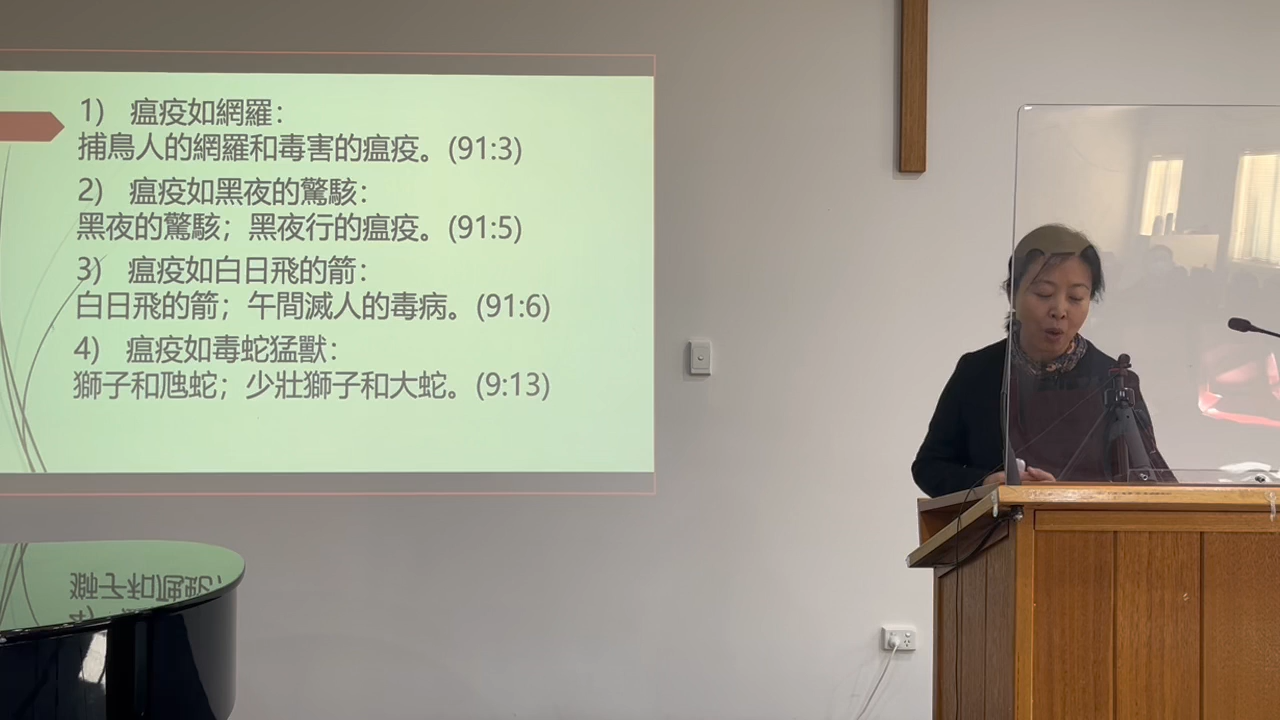 1) 瘟疫如網羅：
捕鳥人的網羅和毒害的瘟疫。(91:3)
2) 瘟疫如黑夜的驚駭：
黑夜的驚駭；黑夜行的瘟疫。(91:5)
3) 瘟疫如白日飛的箭：
白日飛的箭；午間滅人的毒病。(91:6)
4) 瘟疫如毒蛇猛獸：
獅子和虺蛇；少壯獅子和大蛇。(9:13)